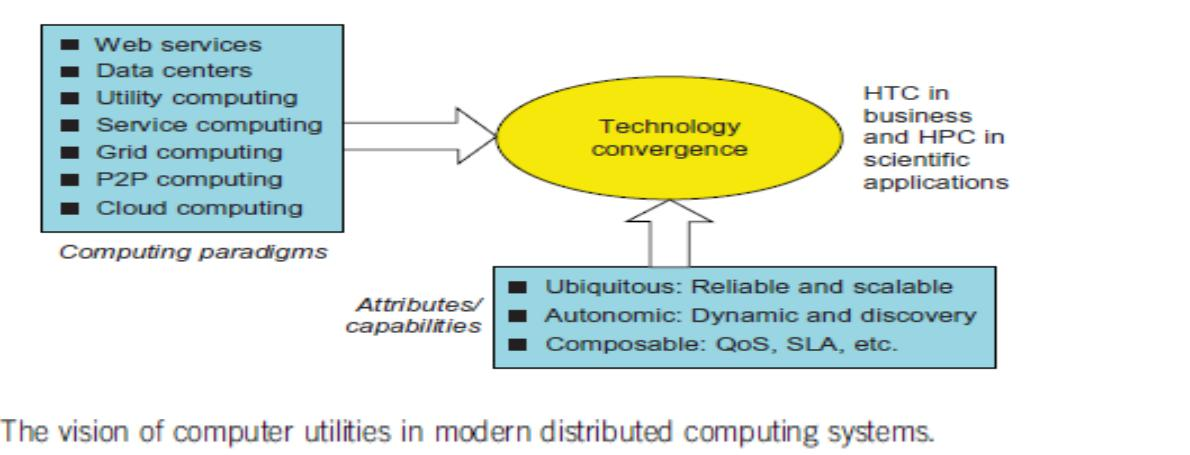 ■ Web services
■ Data centers
■ Utility computing
■ Service computing
■ Grid computing
■ P2P computing
■ Cloud computing
Computing paradigms
Technology
convergence
HTC in
business
and HPC in
scientific
applications
Attributes/
capabilities
■ Ubiquitous: Reliable and scalable
■ Autonomic: Dynamic and discovery
■ Composable: QoS, SLA, etc.
The vision of computer utilities in modern distributed computing systems.